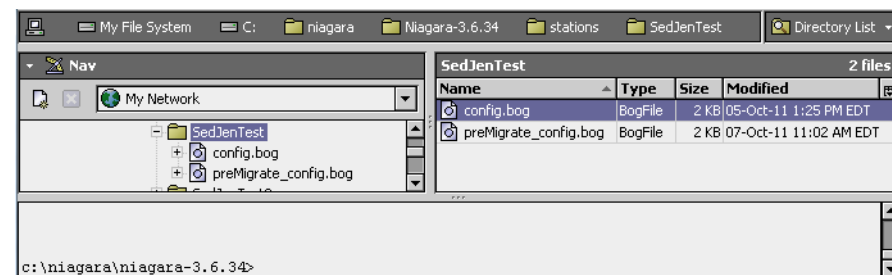 My File System C: niagara Niagara-3.6.34 stations SedJenTest Directory List
Nav
My Network
SedJenTest
config.bog
preMigrate_config.bog
SedJenTest 2 files
Name Type Size Modified
config.bog BogFile 2 KB 05-Oct-11 1:25 PM EDT
preMigrate_config.bog BogFile 2 KB 07-Oct-11 11:02 AM EDT
c:\niagara\niagara-3.6.34>